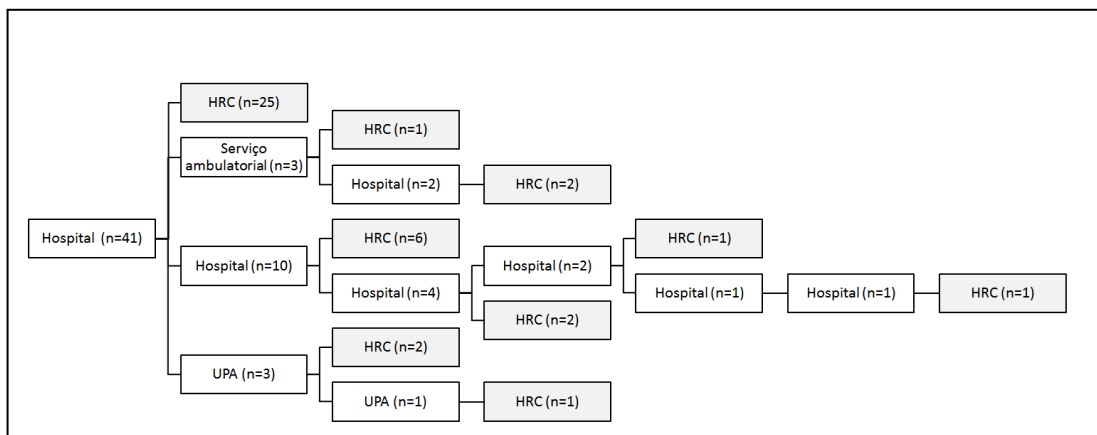 HRC (n=25)
HRC (n=1)
Serviço
ambulatorial (n=3)
Hospital (n=2)
HRC (n=2)
Hospital (n=41)
HRC (n=6)
HRC (n=1)
Hospital (n=10)
Hospital (n=2)
Hospital (n=4)
Hospital (n=1)
Hospital (n=1)
HRC (n=1)
HRC (n=2)
HRC (n=2)
UPA (n=3)
UPA (n=1)
HRC (n=1)